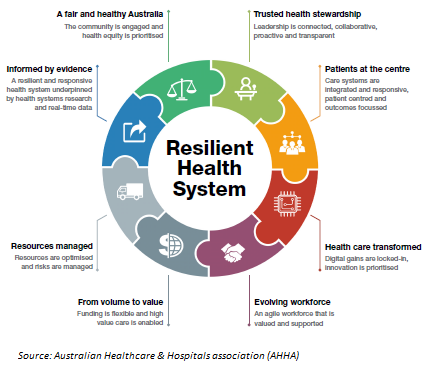 A fair and healthy Australia
The community is engaged and
health equity is prioritised
Trusted health stewardship
Leadership is connected, collaborative,
proactive and transparent
Informed by evidence
A resilient and responsive
health system underpinned
by health systems research
and real-time data
Patients at the centre
Care systems are
integrated and responsive,
patient centred and
outcomes focussed
Resilient
Health
System
Resources managed
Resources are optimised
and risks are managed
Health care transformed
Digital gains are locked-in,
innovation is prioritised
From volume to value
Funding is flexible and high
value care is enabled
Evolving workforce
An agile workforce that is
valued and supported
Source: Australian Healthcare & Hospitals association (AHHA)